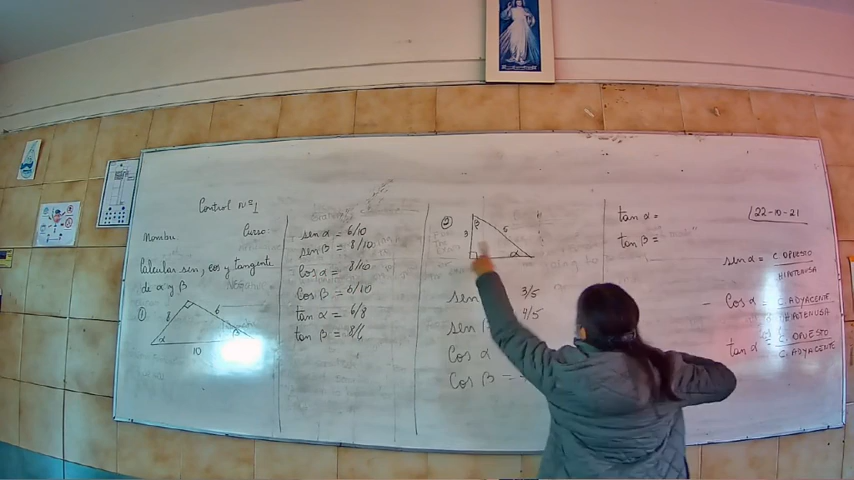 Control Nº1
Nombre: Curso:
Calcular sen, cos y tangente
de α y β
①
8 6
α β
10
sen α = 6/10
sen β = 8/10
cos α = 8/10
Cos β = 6/10
tan α = 6/8
tan β = 8/6
②
β
3 5
α
sen 3/5
sen β 4/5
Cos α
Cos β =
tan α =
tan β =
22-10-21
sen α = C. OPUESTO
HIPOTENUSA
Cos α = C. ADYACENTE
HIPOTENUSA
tan α = C. OPUESTO
C. ADYACENTE